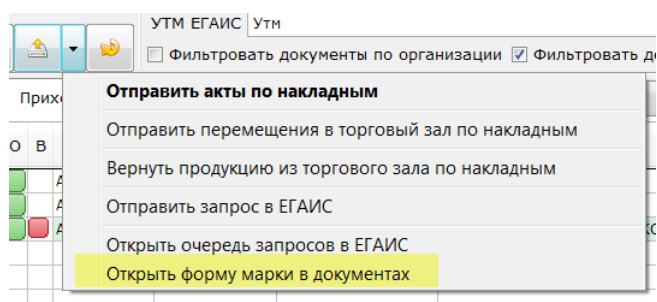 УТМ ЕГАИС Утм
Фильтровать документы по организации Фильтровать
Прих
Отправить акты по накладным
Отправить перемещения в торговый зал по накладным
О В
Вернуть продукцию из торгового зала по накладным
Отправить запрос в ЕГАИС
Открыть очередь запросов в ЕГАИС
Открыть форму марки в документах